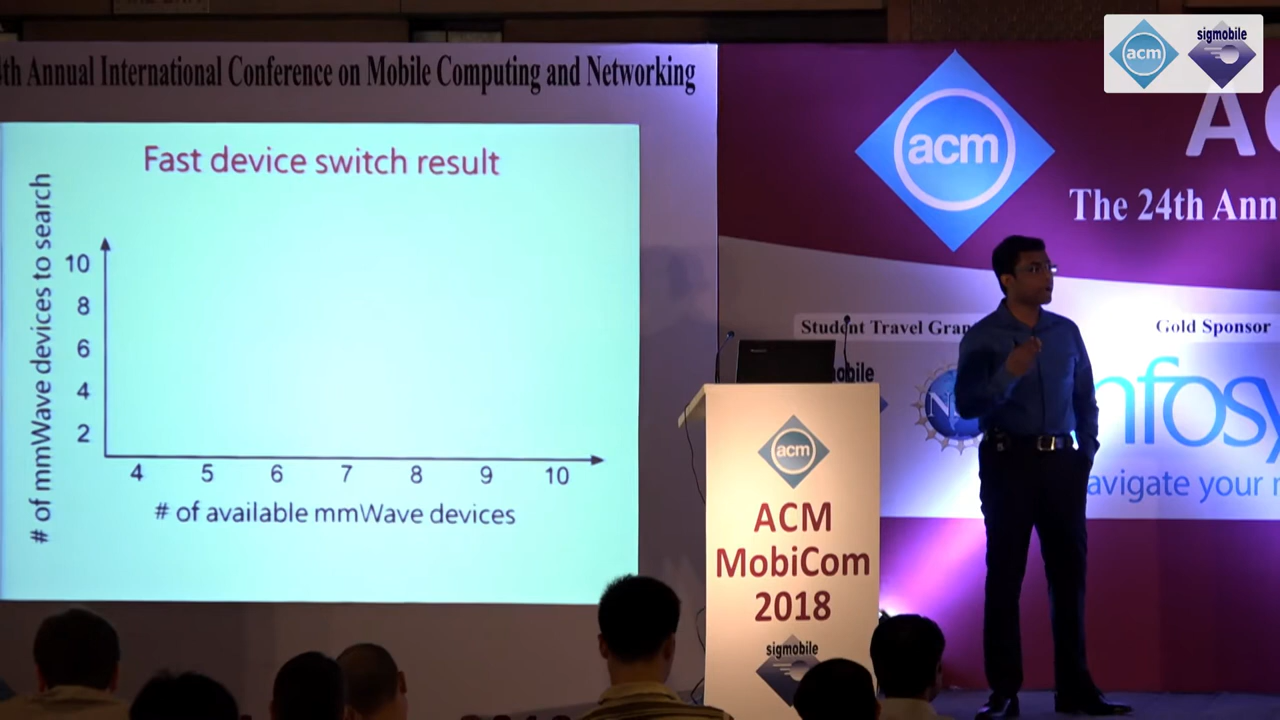 th Annual International Conference on Mobile Computing and Networking
Fast device switch result
# of mmWave devices to search
10
8
6
4
2
4 5 6 7 8 9 10
# of available mmWave devices
acm
sigmobile
acm
The 24th Ann
Student Travel Gran
Gold Sponsor
nfosy
avigate your
acm
ACM
MobiCom
2018
sigmobile